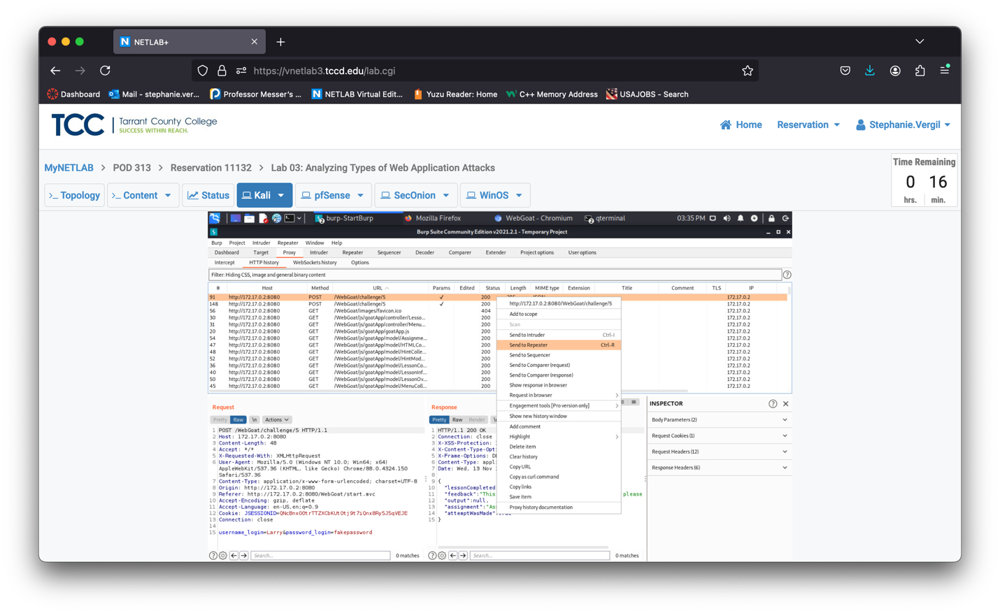 NETLAB+
https://vnetlab3.tccd.edu/lab.cgi
Dashboard Mail - stephanie.ver... Professor Messer's ... NETLAB Virtual Edit... Yuzu Reader: Home C++ Memory Address USAJOBS - Search
TCC Tarrant County College
SUCCESS WITHIN REACH.
Home Reservation Stephanie.Vergil
MyNETLAB > POD 313 > Reservation 11132 > Lab 03: Analyzing Types of Web Application Attacks
Time Remaining
0 16
hrs. min.
>_ Topology >_ Content Status Kali pfSense SecOnion WinOS
burp-StartBurp Mozilla Firefox WebGoat - Chromium qterminal 03:35 PM
Burp Suite Community Edition v2021.2.1 - Temporary Project
Burp Project Intruder Repeater Window Help
Dashboard Target Proxy Intruder Repeater Sequencer Decoder Comparer Extender Project options User options
Intercept HTTP history WebSockets history Options
Filter: Hiding CSS, image and general binary content
# Host Method URL Params Edited Status Length MIME type Extension Title Comment TLS IP
91 http://172.17.0.2:8080 POST /WebGoat/challenge/5 ✓ 200 172.17.0.2
148 http://172.17.0.2:8080 POST /WebGoat/challenge/5 ✓ 200 172.17.0.2
56 http://172.17.0.2:8080 GET /WebGoat/images/favicon.ico 404 172.17.0.2
30 http://172.17.0.2:8080 GET /WebGoat/js/goatApp/controller/Lesso... 200 172.17.0.2
31 http://172.17.0.2:8080 GET /WebGoat/js/goatApp/controller/Menu... 200 172.17.0.2
20 http://172.17.0.2:8080 GET /WebGoat/js/goatApp/goatApp.js 200 172.17.0.2
54 http://172.17.0.2:8080 GET /WebGoat/js/goatApp/model/Assignme... 200 172.17.0.2
47 http://172.17.0.2:8080 GET /WebGoat/js/goatApp/model/HTMLCo... 200 172.17.0.2
48 http://172.17.0.2:8080 GET /WebGoat/js/goatApp/model/HintColle... 200 172.17.0.2
52 http://172.17.0.2:8080 GET /WebGoat/js/goatApp/model/HintMod... 200 172.17.0.2
36 http://172.17.0.2:8080 GET /WebGoat/js/goatApp/model/LessonCo... 200 172.17.0.2
40 http://172.17.0.2:8080 GET /WebGoat/js/goatApp/model/LessonInf... 200 172.17.0.2
50 http://172.17.0.2:8080 GET /WebGoat/js/goatApp/model/LessonOv... 200 172.17.0.2
45 http://172.17.0.2:8080 GET /WebGoat/js/goatApp/model/MenuColl... 200 172.17.0.2
http://172.17.0.2:8080/WebGoat/challenge/5
Add to scope
Scan
Send to Intruder Ctrl-I
Send to Repeater Ctrl-R
Send to Sequencer
Send to Comparer (request)
Send to Comparer (response)
Show response in browser
Request in browser
Engagement tools [Pro version only]
Show new history window
Add comment
Highlight
Delete item
Clear history
Copy URL
Copy as curl command
Copy links
Save item
Proxy history documentation
Request
Pretty Raw \n Actions
1 POST /WebGoat/challenge/5 HTTP/1.1
2 Host: 172.17.0.2:8080
3 Content-Length: 48
4 Accept: */*
5 X-Requested-With: XMLHttpRequest
6 User-Agent: Mozilla/5.0 (Windows NT 10.0; Win64; x64)
AppleWebKit/537.36 (KHTML, like Gecko) Chrome/88.0.4324.150
Safari/537.36
7 Content-Type: application/x-www-form-urlencoded; charset=UTF-8
8 Origin: http://172.17.0.2:8080
9 Referer: http://172.17.0.2:8080/WebGoat/start.mvc
10 Accept-Encoding: gzip, deflate
11 Accept-Language: en-US,en;q=0.9
12 Cookie: JSESSIONID=QNcBnxO0trTTZXCbKUtOtj9t7iQnx8Ry5JSqVEJE
13 Connection: close
14
15 username_login=Larry&password_login=fakepassword
Search... 0 matches
Response
Pretty Raw Render
1 HTTP/1.1 200 OK
2 Connection: close
3 X-XSS-Protection:
4 X-Content-Type-Opti
5 X-Frame-Options: D
6 Content-Type: appli
7 Date: Wed, 13 Nov
8
9 {
10 "lessonCompleted
11 "feedback":"This please
12 "output":null,
13 "assignment":"As
14 "attemptWasMade":
15 }
Search... 0 matches
INSPECTOR
Body Parameters (2)
Request Cookies (1)
Request Headers (12)
Response Headers (6)